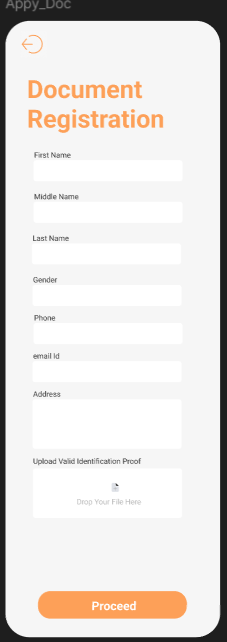 Appy_Doc
Document
Registration
First Name
Middle Name
Last Name
Gender
Phone
email Id
Address
Upload Valid Identification Proof
Drop Your File Here
Proceed